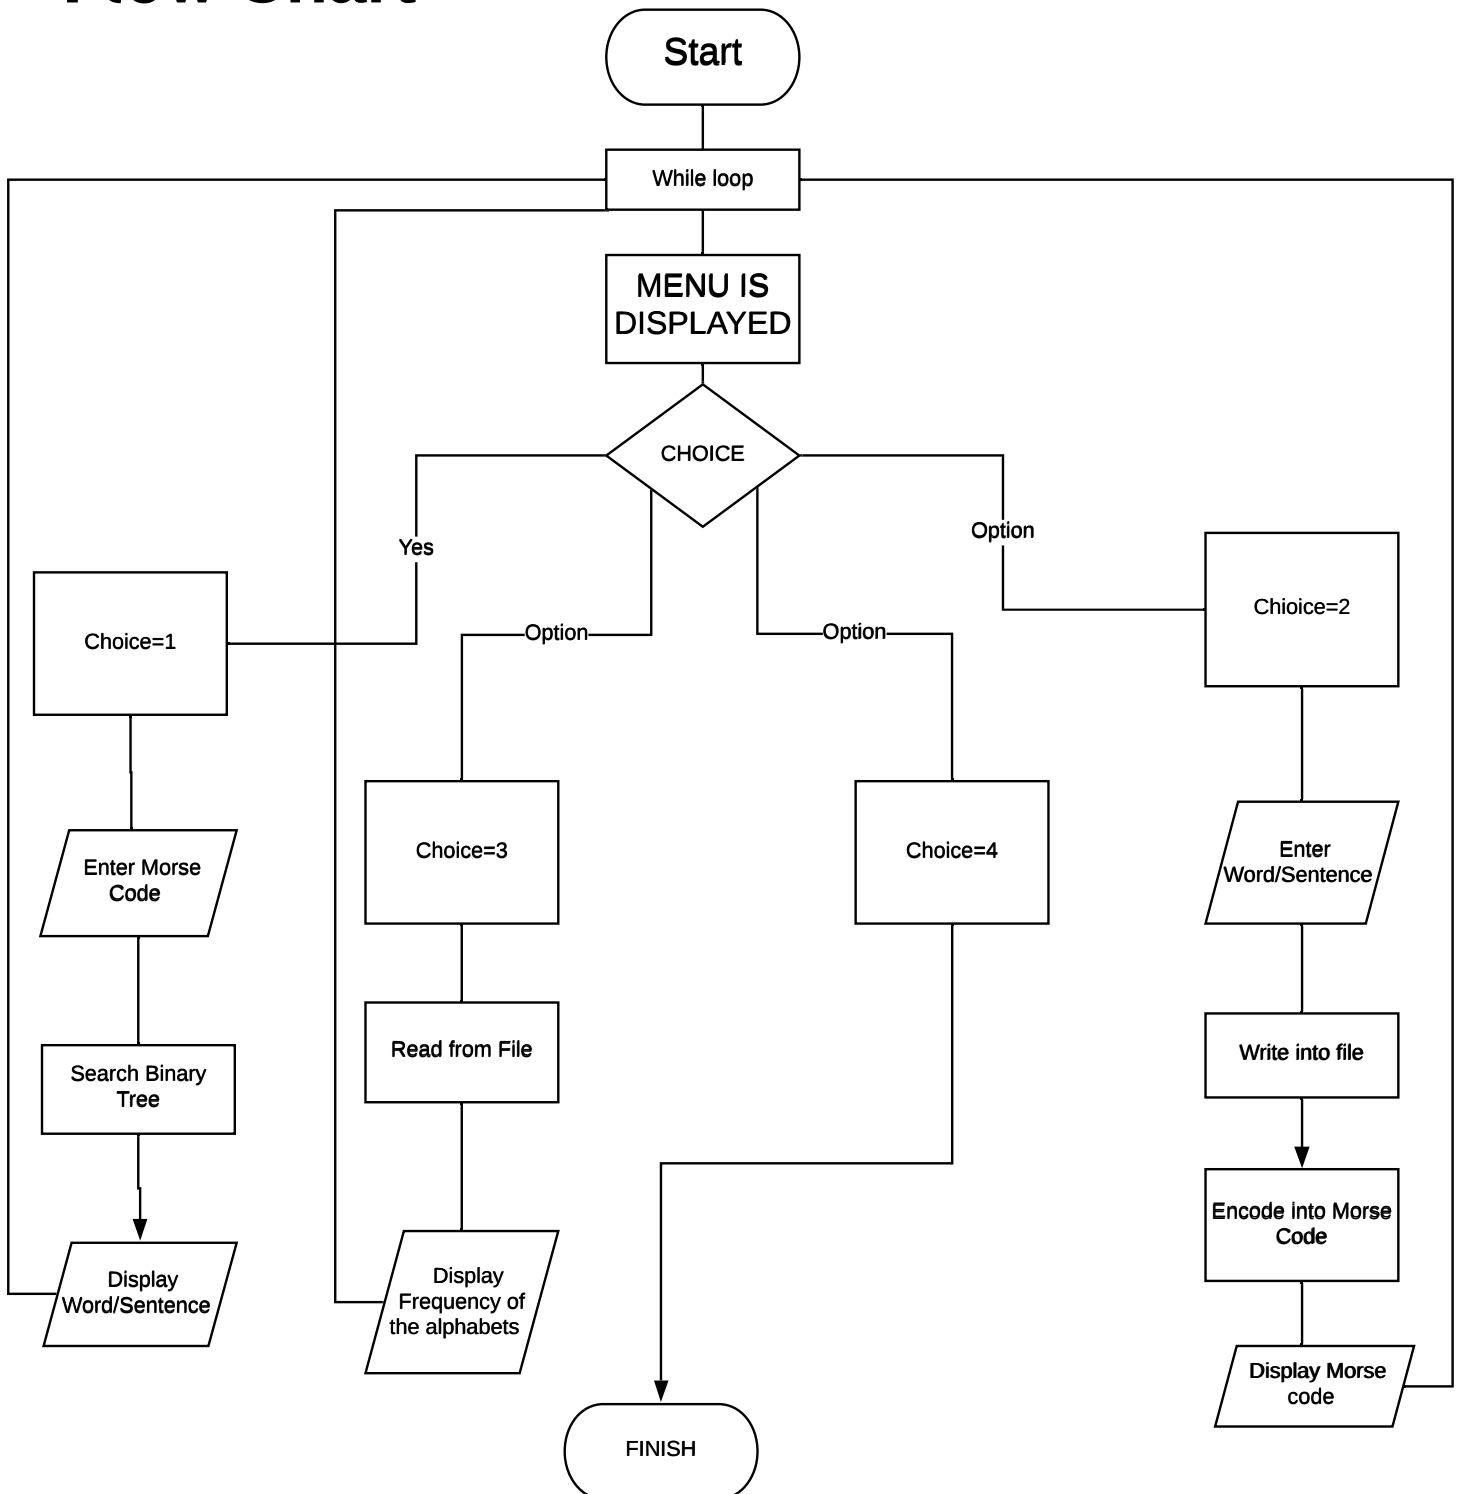 Flow Chart
Start
While loop
MENU IS
DISPLAYED
CHOICE
Yes
Option
Option
Option
Choice=1
Chioice=2
Choice=3
Choice=4
Enter Morse
Code
Enter
Word/Sentence
Read from File
Write into file
Search Binary
Tree
Encode into Morse
Code
Display
Word/Sentence
Display
Frequency of
the alphabets
Display Morse
code
FINISH